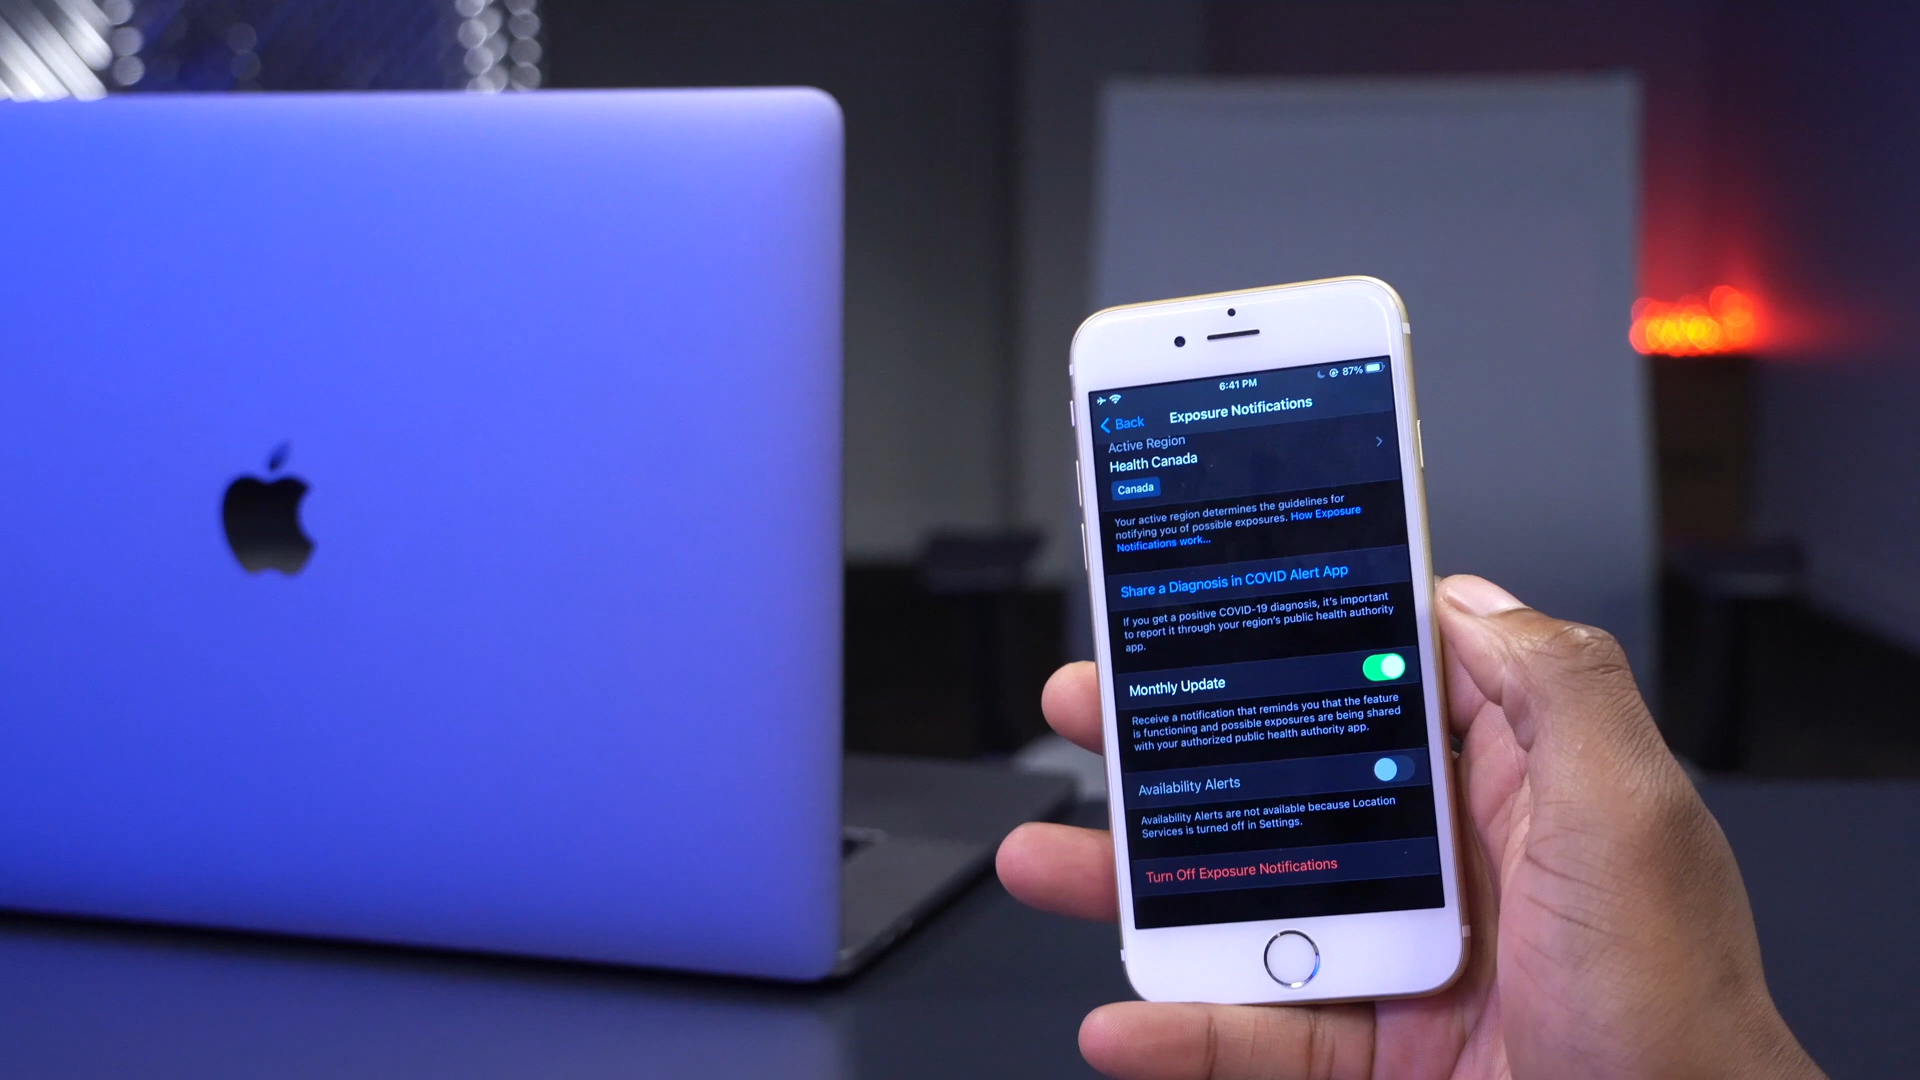 6:41 PM
87%
Back
Exposure Notifications
Active Region
Health Canada
Canada
Your active region determines the guidelines for
notifying you of possible exposures. How Exposure
Notifications work...
Share a Diagnosis in COVID Alert App
If you get a positive COVID-19 diagnosis, it's important
to report it through your region's public health authority
app.
Monthly Update
Receive a notification that reminds you that the feature
is functioning and possible exposures are being shared
with your authorized public health authority app.
Availability Alerts
Availability Alerts are not available because Location
Services is turned off in Settings.
Turn Off Exposure Notifications